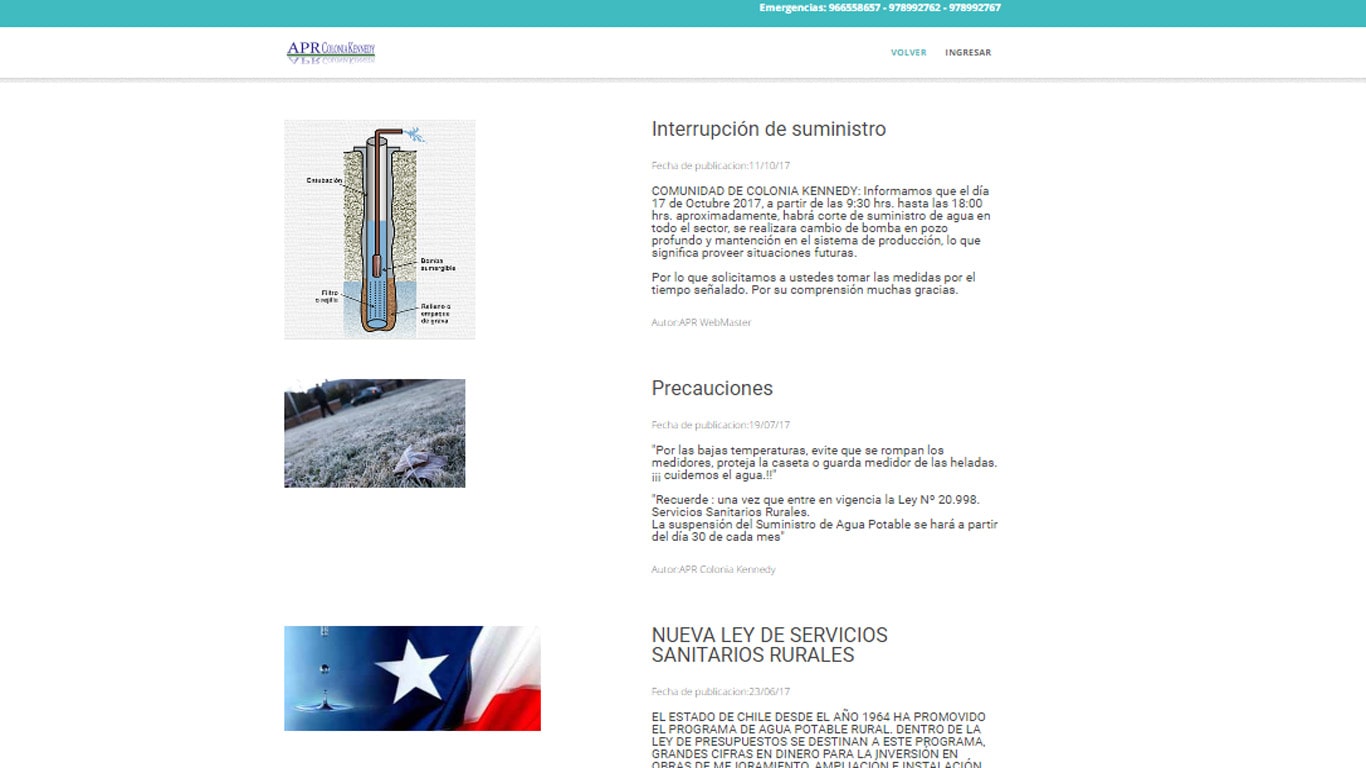 Emergencias: 966558657 - 978992762 - 978992767
APR COLONIA KENNEDY
VOLVER
INGRESAR
Entubación
Bomba
sumergible
Filtro
o rejilla
Relleno o
empaque
de grava
Interrupción de suministro
Fecha de publicacion:11/10/17
COMUNIDAD DE COLONIA KENNEDY: Informamos que el día
17 de Octubre 2017, a partir de las 9:30 hrs. hasta las 18:00
hrs. aproximadamente, habrá corte de suministro de agua en
todo el sector, se realizara cambio de bomba en pozo
profundo y mantención en el sistema de producción, lo que
significa proveer situaciones futuras.
Por lo que solicitamos a ustedes tomar las medidas por el
tiempo señalado. Por su comprensión muchas gracias.
Autor:APR WebMaster
Precauciones
Fecha de publicacion:19/07/17
"Por las bajas temperaturas, evite que se rompan los
medidores, proteja la caseta o guarda medidor de las heladas.
¡¡¡ cuidemos el agua.!!"
"Recuerde : una vez que entre en vigencia la Ley Nº 20.998.
Servicios Sanitarios Rurales.
La suspensión del Suministro de Agua Potable se hará a partir
del día 30 de cada mes"
Autor:APR Colonia Kennedy
NUEVA LEY DE SERVICIOS
SANITARIOS RURALES
Fecha de publicacion:23/06/17
EL ESTADO DE CHILE DESDE EL AÑO 1964 HA PROMOVIDO
EL PROGRAMA DE AGUA POTABLE RURAL. DENTRO DE LA
LEY DE PRESUPUESTOS SE DESTINAN A ESTE PROGRAMA,
GRANDES CIFRAS EN DINERO PARA LA JNVERSIÓN EN
OBRAS DE MEJORAMIENTO, AMPLIACIÓN E INSTALACIÓN